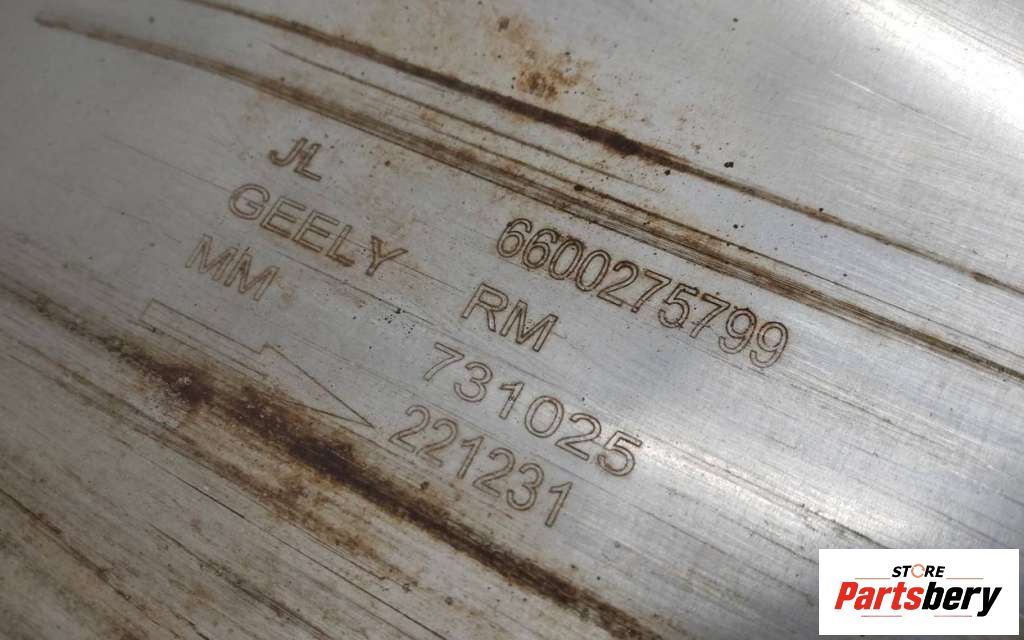 JL 6600275799
GEELY RM
MM 731025
221231
STORE
Partsbery